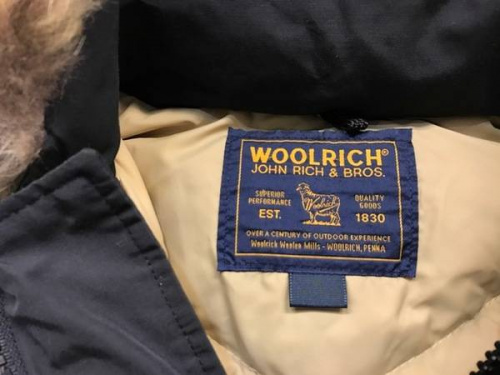 WOOLRICH®
JOHN RICH & BROS.
SUPERIOR PERFORMANCE
QUALITY GOODS
Woolrich
EST. 1830
OVER A CENTURY OF OUTDOOR EXPERIENCE
Woolrich Woolen Mills - WOOLRICH, PENNA